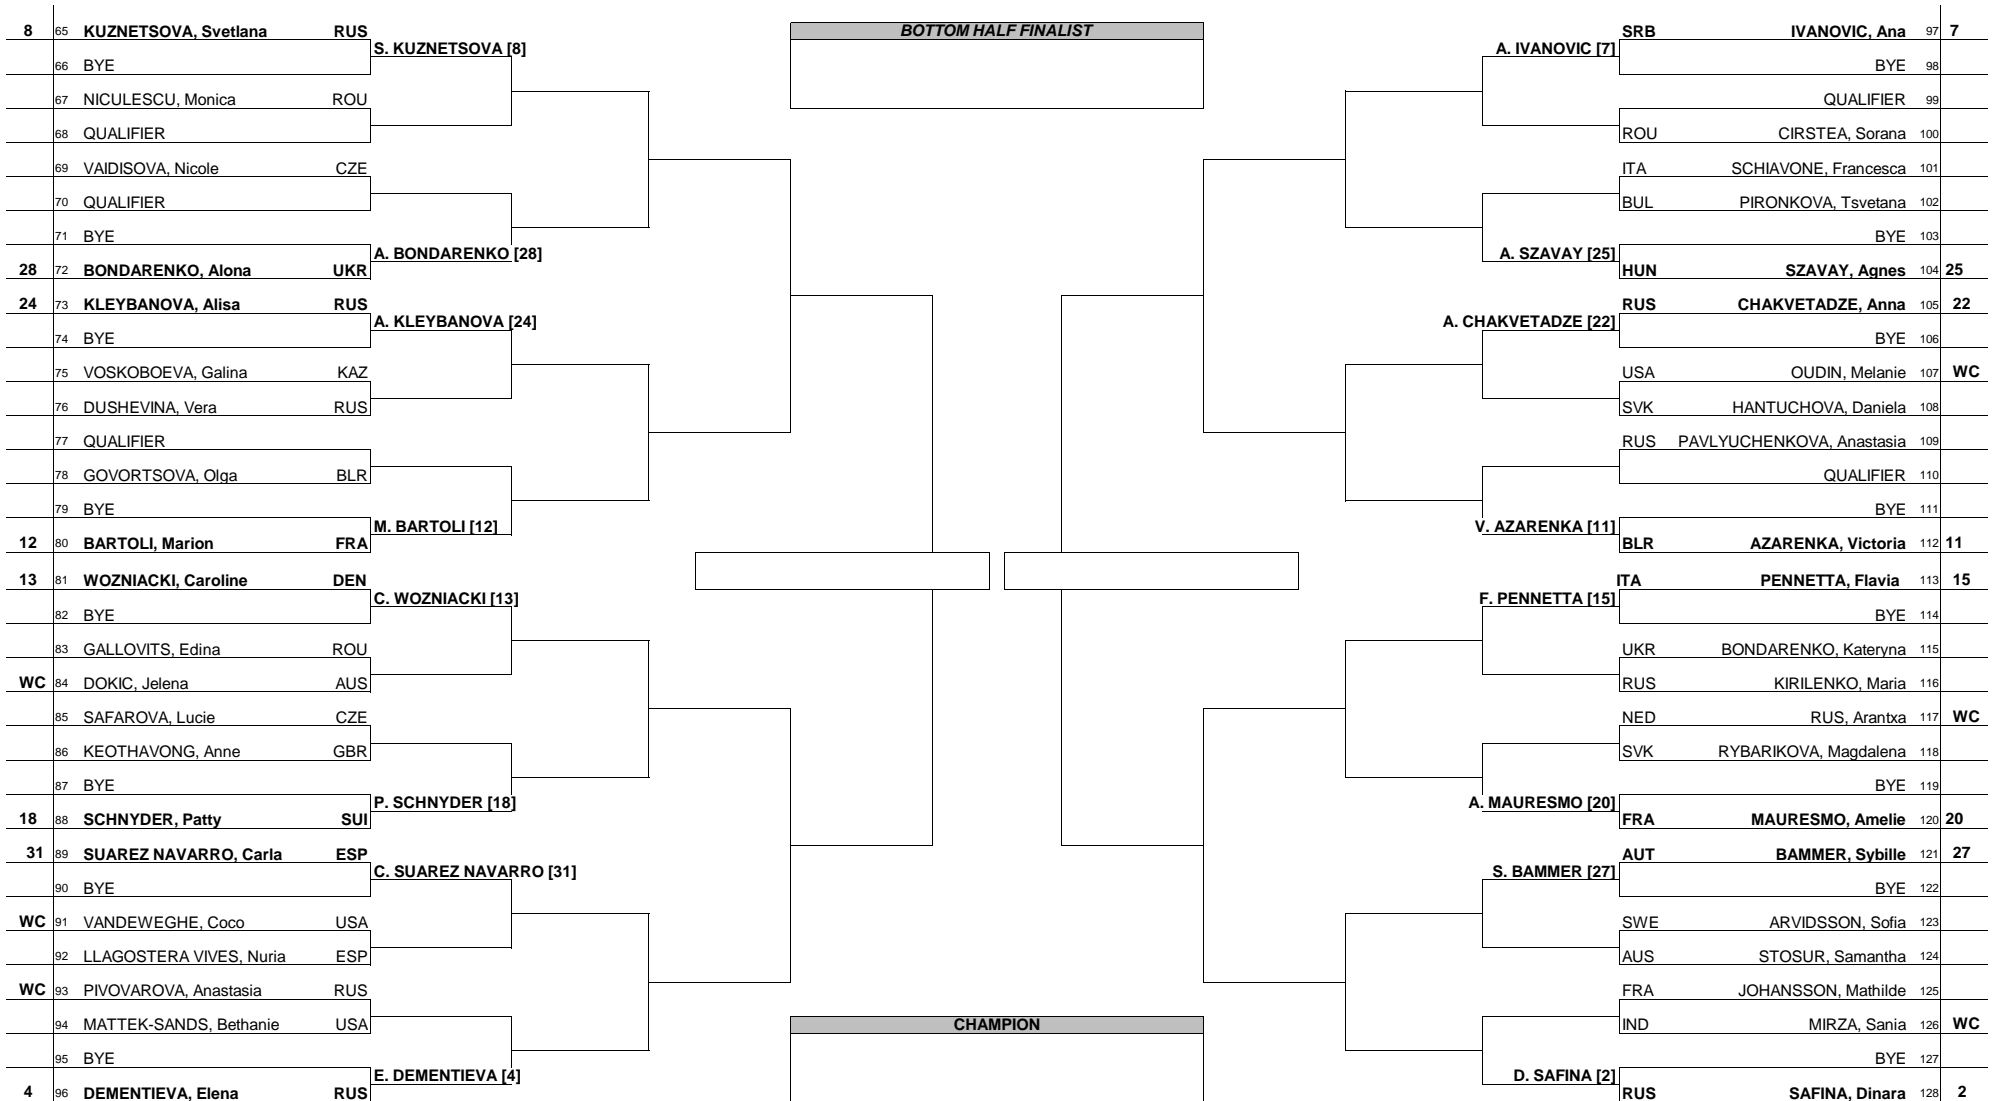 8 65 KUZNETSOVA, Svetlana RUS
S. KUZNETSOVA [8]
66 BYE
67 NICULESCU, Monica ROU
68 QUALIFIER
69 VAIDISOVA, Nicole CZE
70 QUALIFIER
71 BYE
A. BONDARENKO [28]
28 72 BONDARENKO, Alona UKR
24 73 KLEYBANOVA, Alisa RUS
A. KLEYBANOVA [24]
74 BYE
75 VOSKOBOEVA, Galina KAZ
76 DUSHEVINA, Vera RUS
77 QUALIFIER
78 GOVORTSOVA, Olga BLR
79 BYE
M. BARTOLI [12]
12 80 BARTOLI, Marion FRA
13 81 WOZNIACKI, Caroline DEN
C. WOZNIACKI [13]
82 BYE
83 GALLOVITS, Edina ROU
WC 84 DOKIC, Jelena AUS
85 SAFAROVA, Lucie CZE
86 KEOTHAVONG, Anne GBR
87 BYE
P. SCHNYDER [18]
18 88 SCHNYDER, Patty SUI
31 89 SUAREZ NAVARRO, Carla ESP
C. SUAREZ NAVARRO [31]
90 BYE
WC 91 VANDEWEGHE, Coco USA
92 LLAGOSTERA VIVES, Nuria ESP
WC 93 PIVOVAROVA, Anastasia RUS
94 MATTEK-SANDS, Bethanie USA
95 BYE
E. DEMENTIEVA [4]
4 96 DEMENTIEVA, Elena RUS
BOTTOM HALF FINALIST
CHAMPION
SRB IVANOVIC, Ana 97 7
A. IVANOVIC [7]
BYE 98
QUALIFIER 99
ROU CIRSTEA, Sorana 100
ITA SCHIAVONE, Francesca 101
BUL PIRONKOVA, Tsvetana 102
BYE 103
A. SZAVAY [25]
HUN SZAVAY, Agnes 104 25
RUS CHAKVETADZE, Anna 105 22
A. CHAKVETADZE [22]
BYE 106
USA OUDIN, Melanie 107 WC
SVK HANTUCHOVA, Daniela 108
RUS PAVLYUCHENKOVA, Anastasia 109
QUALIFIER 110
BYE 111
V. AZARENKA [11]
BLR AZARENKA, Victoria 112 11
ITA PENNETTA, Flavia 113 15
F. PENNETTA [15]
BYE 114
UKR BONDARENKO, Kateryna 115
RUS KIRILENKO, Maria 116
NED RUS, Arantxa 117 WC
SVK RYBARIKOVA, Magdalena 118
BYE 119
A. MAURESMO [20]
FRA MAURESMO, Amelie 120 20
AUT BAMMER, Sybille 121 27
S. BAMMER [27]
BYE 122
SWE ARVIDSSON, Sofia 123
AUS STOSUR, Samantha 124
FRA JOHANSSON, Mathilde 125
IND MIRZA, Sania 126 WC
BYE 127
D. SAFINA [2]
RUS SAFINA, Dinara 128 2